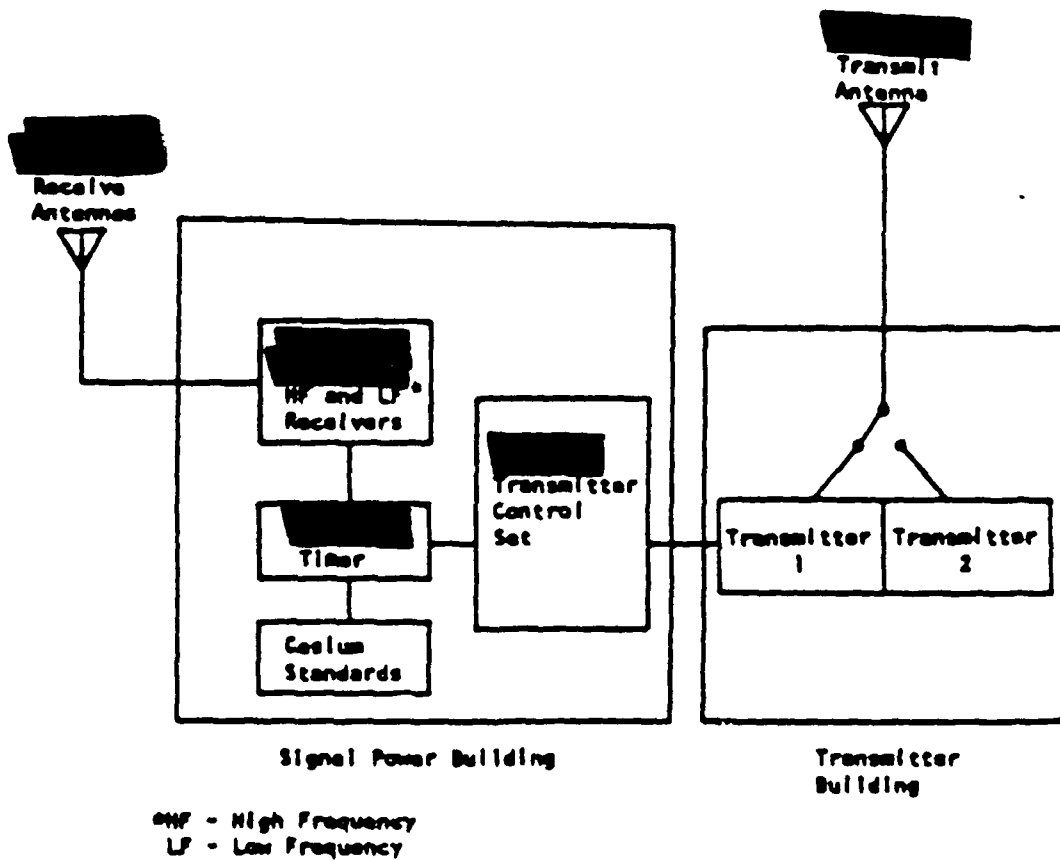 Transmit
Antenna
Receive
Antennas
HF and LF*
Receivers
Transmitter
Control
Set
Timer
Cesium
Standards
Transmitter
1
Transmitter
2
Signal Power Building
Transmitter
Building
*HF - High Frequency
LF - Low Frequency